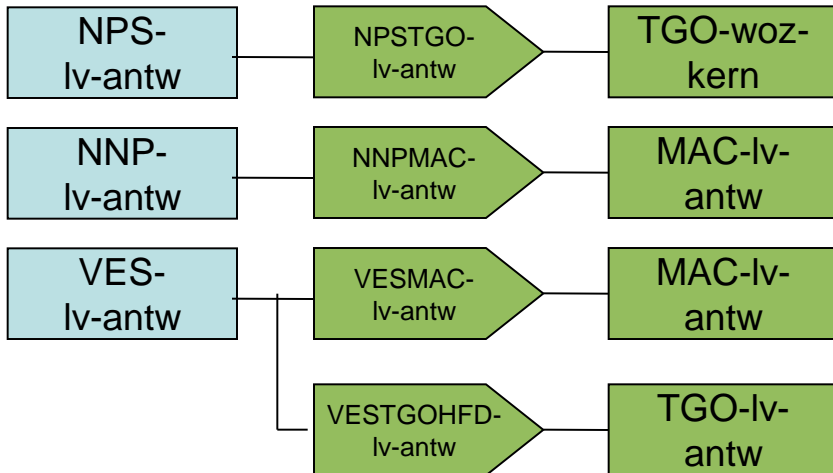 NPS-
lv-antw
NPSTGO-
lv-antw
TGO-woz-
kern
NNP-
lv-antw
NNPMAC-
lv-antw
MAC-lv-
antw
VES-
lv-antw
VESMAC-
lv-antw
MAC-lv-
antw
VESTGOHFD-
lv-antw
TGO-lv-
antw